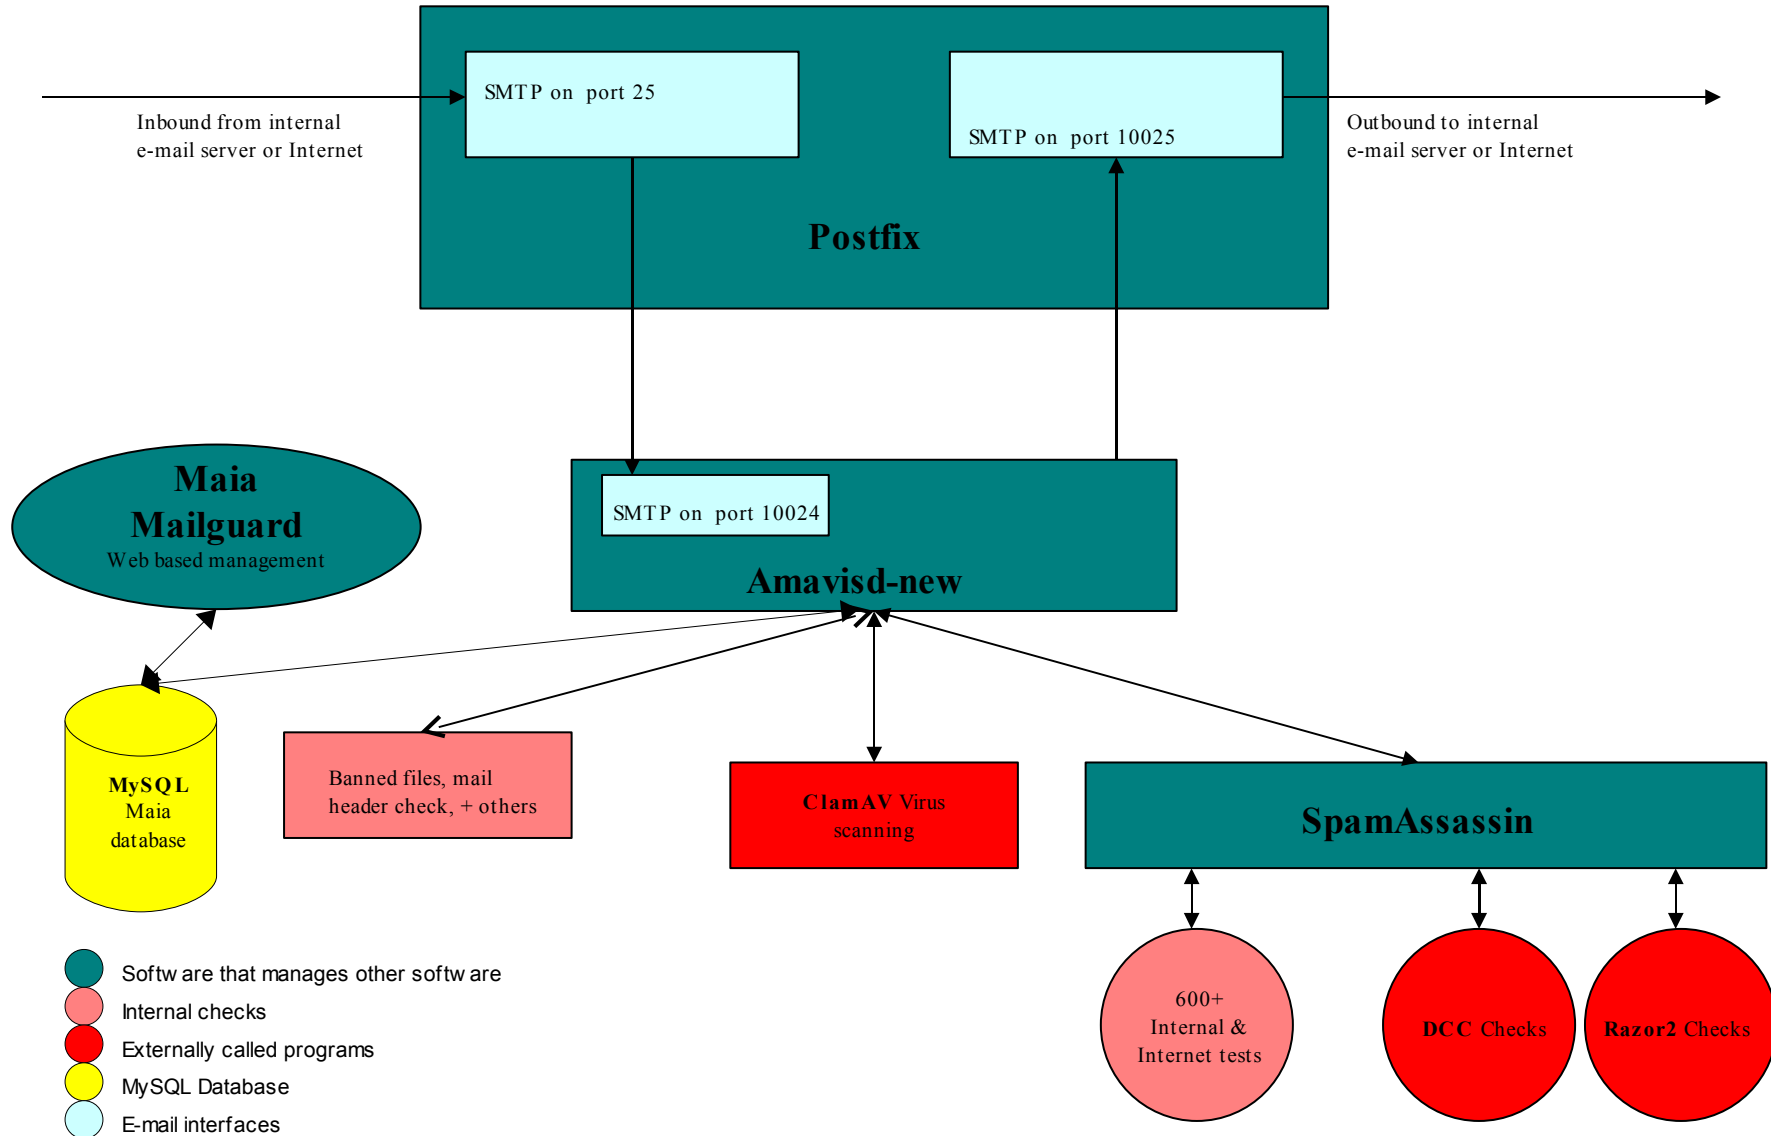 SMTP on port 25
SMTP on port 10025
Inbound from internal
e-mail server or Internet
Outbound to internal
e-mail server or Internet
Postfix
Maia
Mailguard
Web based management
SMTP on port 10024
Amavisd-new
MySQL
Maia
database
Banned files, mail
header check, + others
ClamAV Virus
scanning
SpamAssassin
600+
Internal &
Internet tests
DCC Checks
Razor2 Checks
Software that manages other software
Internal checks
Externally called programs
MySQL Database
E-mail interfaces